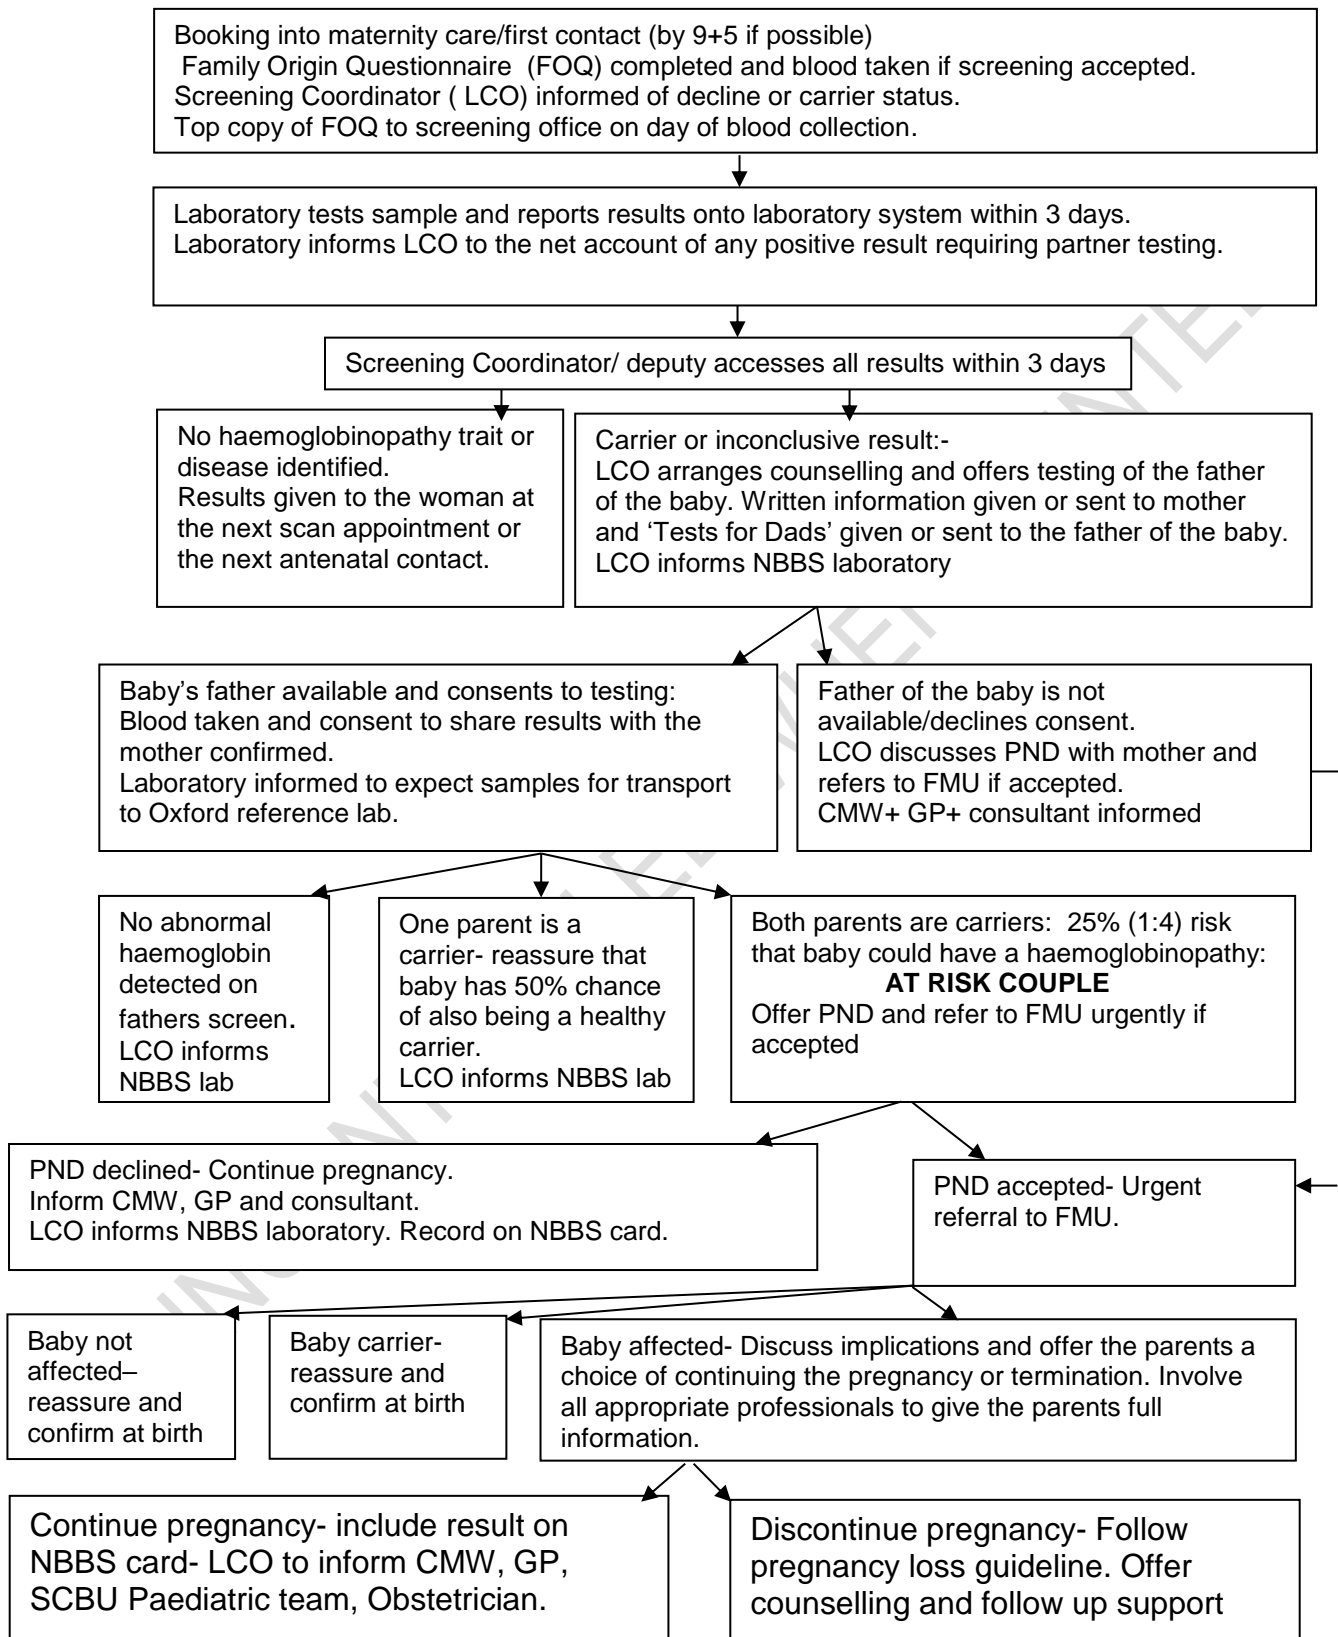 Booking into maternity care/first contact (by 9+5 if possible)
Family Origin Questionnaire (FOQ) completed and blood taken if screening accepted.
Screening Coordinator ( LCO) informed of decline or carrier status.
Top copy of FOQ to screening office on day of blood collection.
Laboratory tests sample and reports results onto laboratory system within 3 days.
Laboratory informs LCO to the net account of any positive result requiring partner testing.
Screening Coordinator/ deputy accesses all results within 3 days
No haemoglobinopathy trait or
disease identified.
Results given to the woman at
the next scan appointment or
the next antenatal contact.
Carrier or inconclusive result:-
LCO arranges counselling and offers testing of the father
of the baby. Written information given or sent to mother
and ‘Tests for Dads’ given or sent to the father of the baby.
LCO informs NBBS laboratory
Baby’s father available and consents to testing:
Blood taken and consent to share results with the
mother confirmed.
Laboratory informed to expect samples for transport
to Oxford reference lab.
Father of the baby is not
available/declines consent.
LCO discusses PND with mother and
refers to FMU if accepted.
CMW+ GP+ consultant informed
No abnormal
haemoglobin
detected on
fathers screen.
LCO informs
NBBS lab
One parent is a
carrier- reassure that
baby has 50% chance
of also being a healthy
carrier.
LCO informs NBBS lab
Both parents are carriers: 25% (1:4) risk
that baby could have a haemoglobinopathy:
AT RISK COUPLE
Offer PND and refer to FMU urgently if
accepted
PND declined- Continue pregnancy.
Inform CMW, GP and consultant.
LCO informs NBBS laboratory. Record on NBBS card.
PND accepted- Urgent
referral to FMU.
Baby not
affected–
reassure and
confirm at birth
Baby carrier-
reassure and
confirm at birth
Baby affected- Discuss implications and offer the parents a
choice of continuing the pregnancy or termination. Involve
all appropriate professionals to give the parents full
information.
Continue pregnancy- include result on
NBBS card- LCO to inform CMW, GP,
SCBU Paediatric team, Obstetrician.
Discontinue pregnancy- Follow
pregnancy loss guideline. Offer
counselling and follow up support